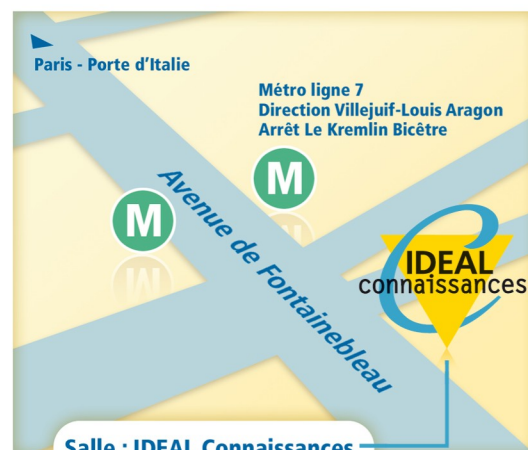 Paris - Porte d'Italie
Métro ligne 7
Direction Villejuif-Louis Aragon
Arrêt Le Kremlin Bicêtre
M
M
Avenue de Fontainebleau
IDEAL
connaissances
Salle : IDEAL Connaissances